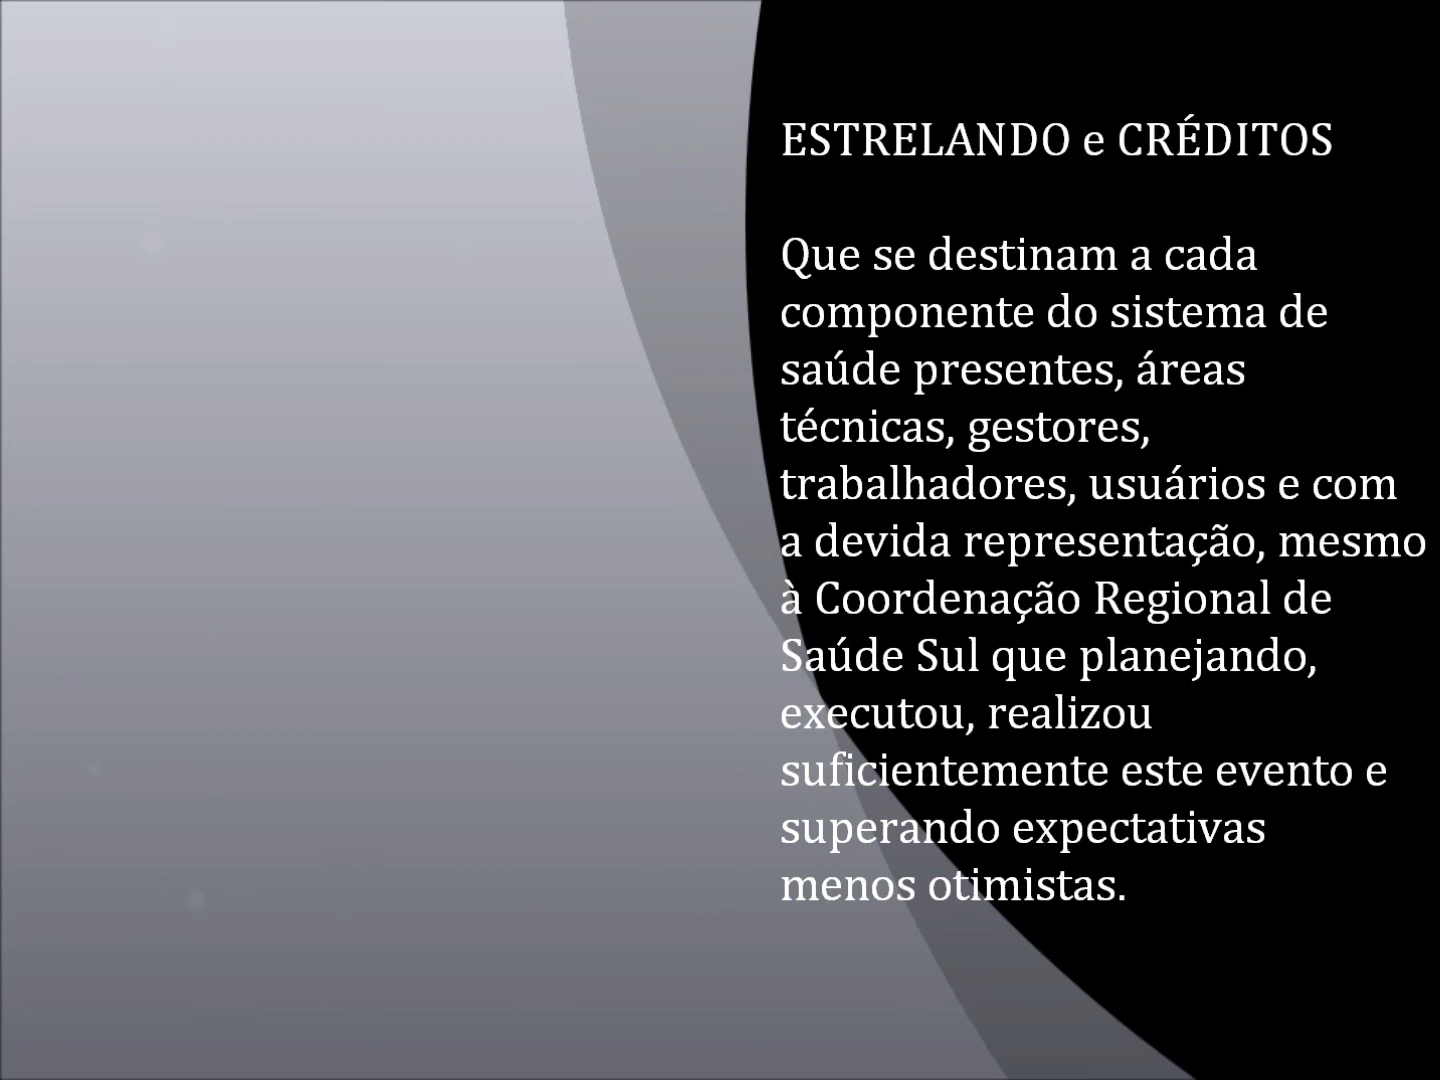 ESTRELANDO e CRÉDITOS
Que se destinam a cada
componente do sistema de
saúde presentes, áreas
técnicas, gestores,
trabalhadores, usuários e com
a devida representação, mesmo
à Coordenação Regional de
Saúde Sul que planejando,
executou, realizou
suficientemente este evento e
superando expectativas
menos otimistas.